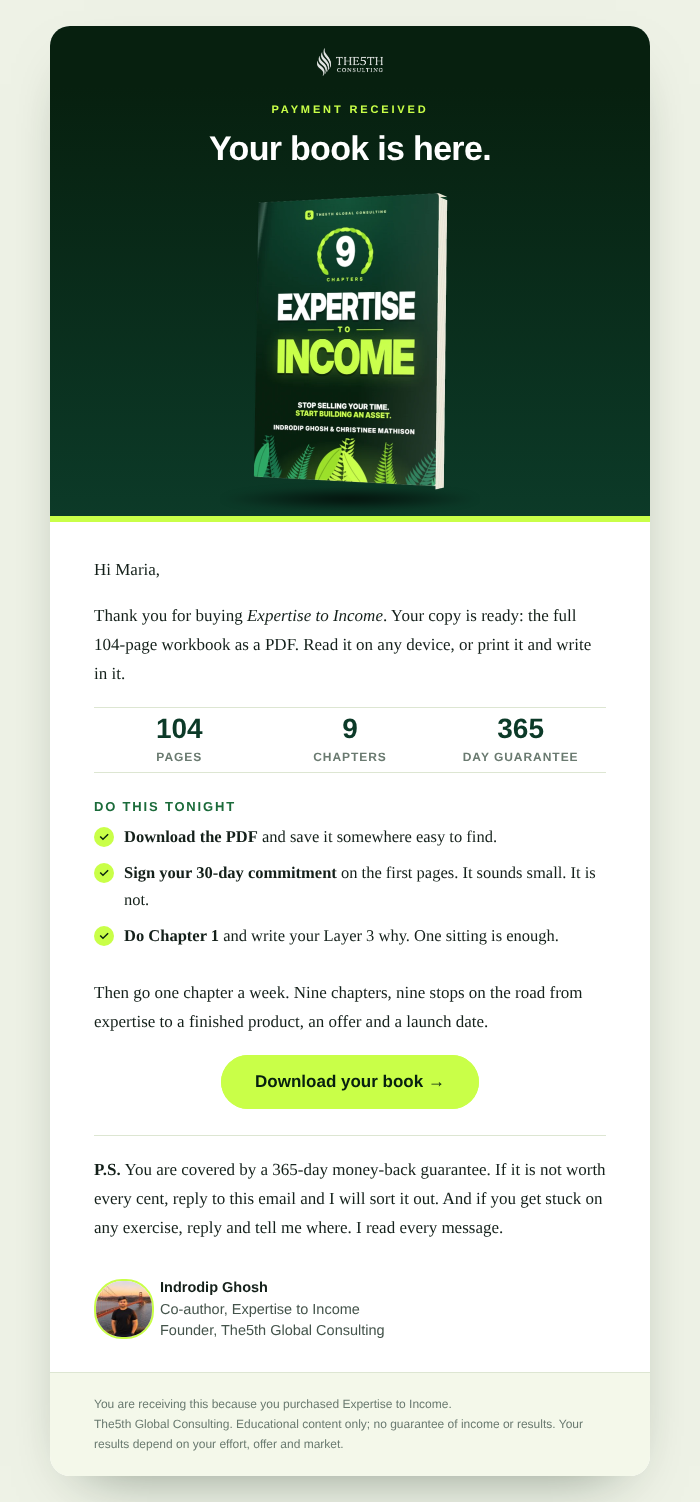 THE5TH
CONSULTING
PAYMENT RECEIVED
Your book is here.
5 THE5TH GLOBAL CONSULTING
9
CHAPTERS
EXPERTISE
TO
INCOME
STOP SELLING YOUR TIME.
START BUILDING AN ASSET.
INDRODIP GHOSH & CHRISTINEE MATHISON
Hi Maria,
Thank you for buying Expertise to Income. Your copy is ready: the full
104-page workbook as a PDF. Read it on any device, or print it and write
in it.
104 9 365
PAGES CHAPTERS DAY GUARANTEE
DO THIS TONIGHT
Download the PDF and save it somewhere easy to find.
Sign your 30-day commitment on the first pages. It sounds small. It is
not.
Do Chapter 1 and write your Layer 3 why. One sitting is enough.
Then go one chapter a week. Nine chapters, nine stops on the road from
expertise to a finished product, an offer and a launch date.
Download your book →
P.S. You are covered by a 365-day money-back guarantee. If it is not worth
every cent, reply to this email and I will sort it out. And if you get stuck on
any exercise, reply and tell me where. I read every message.
Indrodip Ghosh
Co-author, Expertise to Income
Founder, The5th Global Consulting
You are receiving this because you purchased Expertise to Income.
The5th Global Consulting. Educational content only; no guarantee of income or results. Your
results depend on your effort, offer and market.